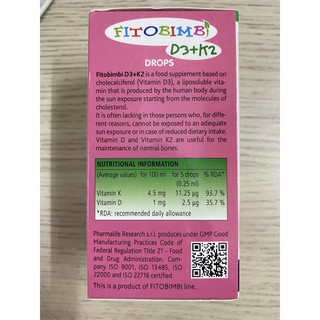 FITOBIMBI
D3+K2
DROPS
Fitobimbi D3+K2 is a food supplement based on
cholecalciferol (Vitamin D3), a liposoluble vita-
min that is produced by the human body during
the sun exposure starting from the molecules of
cholesterol.
It is often lacking in those persons who, for dif-
ferent reasons, cannot be exposed to an adequate
sun exposure or in case of reduced dietary intake.
Vitamin D and Vitamin K2 are useful for the
maintenance of normal bones.
NUTRITIONAL INFORMATION
(Average values) for 100 ml for 5 drops % RDA*
(0.25 ml)
Vitamin K 4.5 mg 11.25 µg 93.7 %
Vitamin D 1 mg 2.5 µg 35.7 %
*RDA: recommended daily allowance
Pharmalife Research s.r.l. produces under GMP Good
Manufacturing Practices Code of
Federal Regulation Title 21 - Food
and Drug Administration. Com-
pany ISO 9001, ISO 13485, ISO
22000 and ISO 22716 certified
This is a product of FITOBIMBI line.